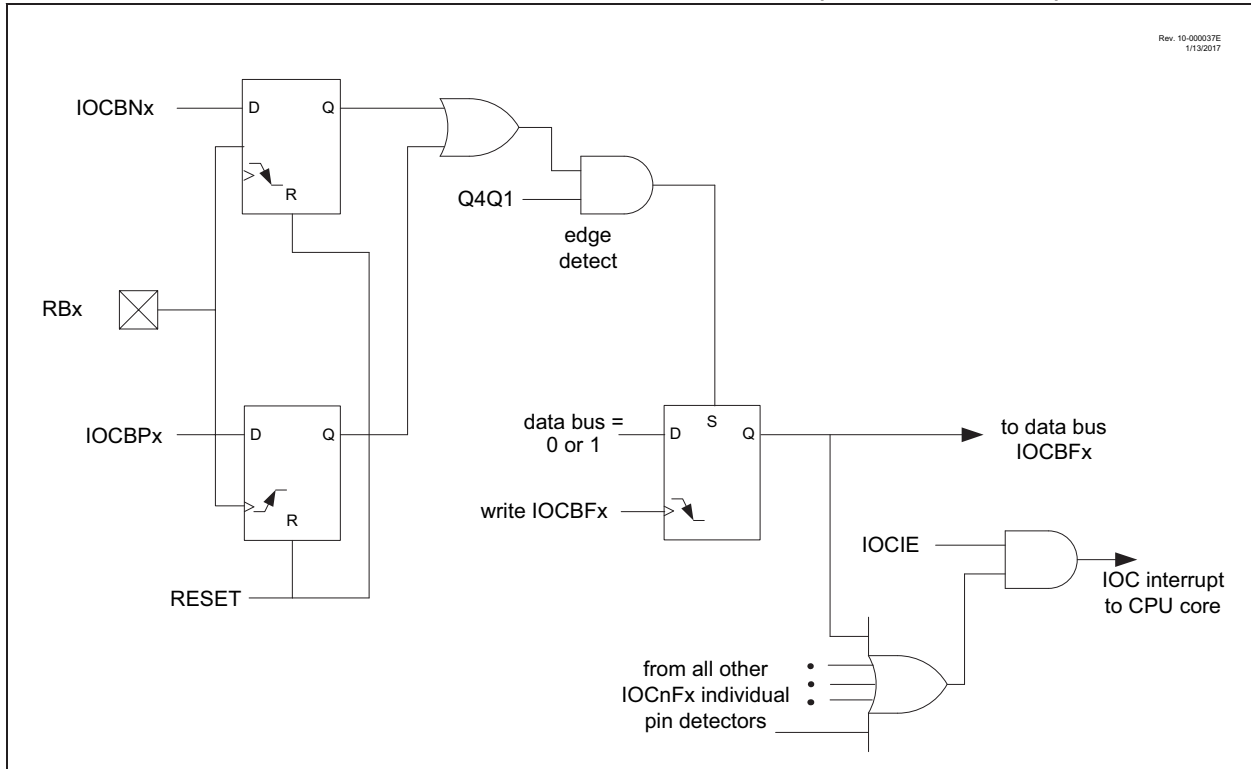 Rev. 10-000037E
1/13/2017
IOCBNx
D
Q
R
Q4Q1
edge
detect
RBx
IOCBPx
D
Q
R
RESET
data bus =
0 or 1
D
S
Q
to data bus
IOCBFx
write IOCBFx
IOCIE
IOC interrupt
to CPU core
from all other
IOCnFx individual
pin detectors